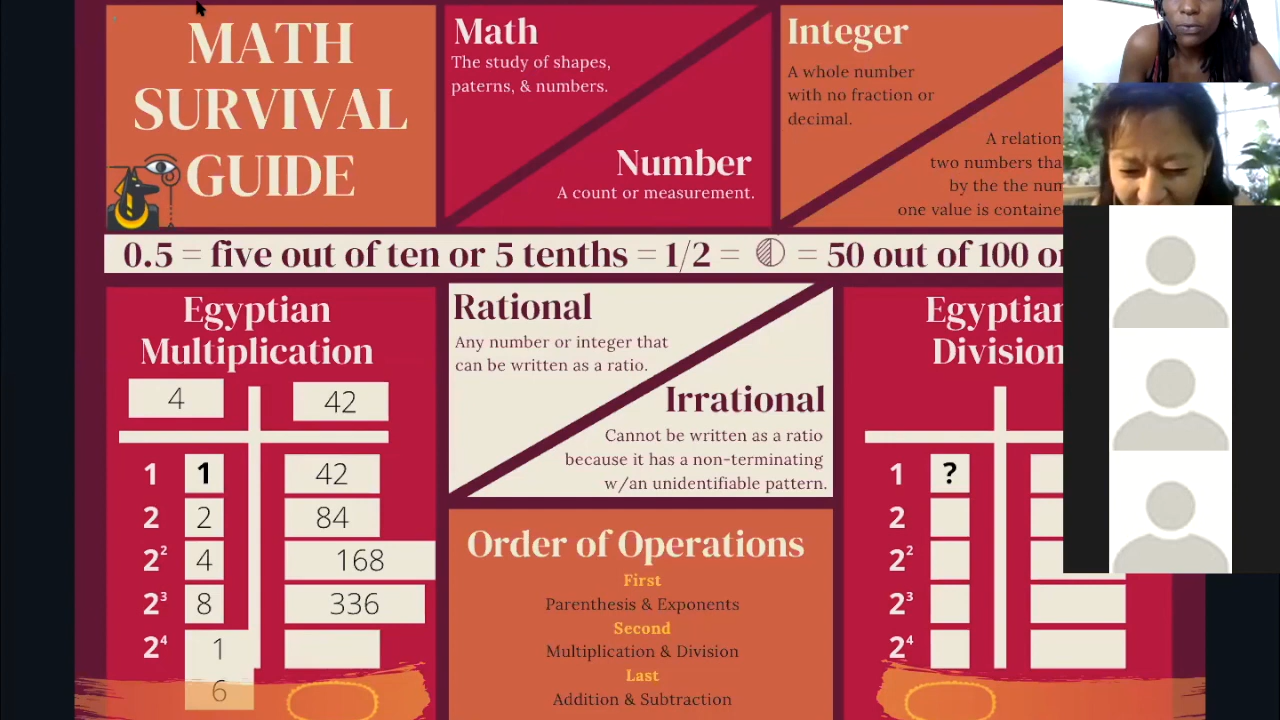 MATH
SURVIVAL
GUIDE
Math
The study of shapes,
paterns, & numbers.
Number
A count or measurement.
Integer
A whole number
with no fraction or
decimal.
A relation
two numbers tha
by the the num
one value is containe
0.5 = five out of ten or 5 tenths = 1/2 = = 50 out of 100 or
Egyptian
Multiplication
4 42
1 1 42
2 2 84
2² 4 168
2³ 8 336
2⁴ 1
6
Rational
Any number or integer that
can be written as a ratio.
Irrational
Cannot be written as a ratio
because it has a non-terminating
w/an unidentifiable pattern.
Order of Operations
First
Parenthesis & Exponents
Second
Multiplication & Division
Last
Addition & Subtraction
Egyptian
Division
1 ?
2
2²
2³
2⁴